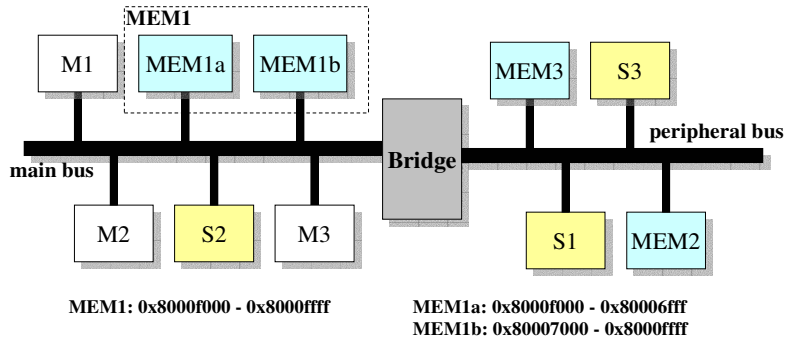 MEM1
M1
MEM1a
MEM1b
MEM3
S3
Bridge
peripheral bus
main bus
M2
S2
M3
S1
MEM2
MEM1: 0x8000f000 - 0x8000ffff
MEM1a: 0x8000f000 - 0x80006fff
MEM1b: 0x80007000 - 0x8000ffff